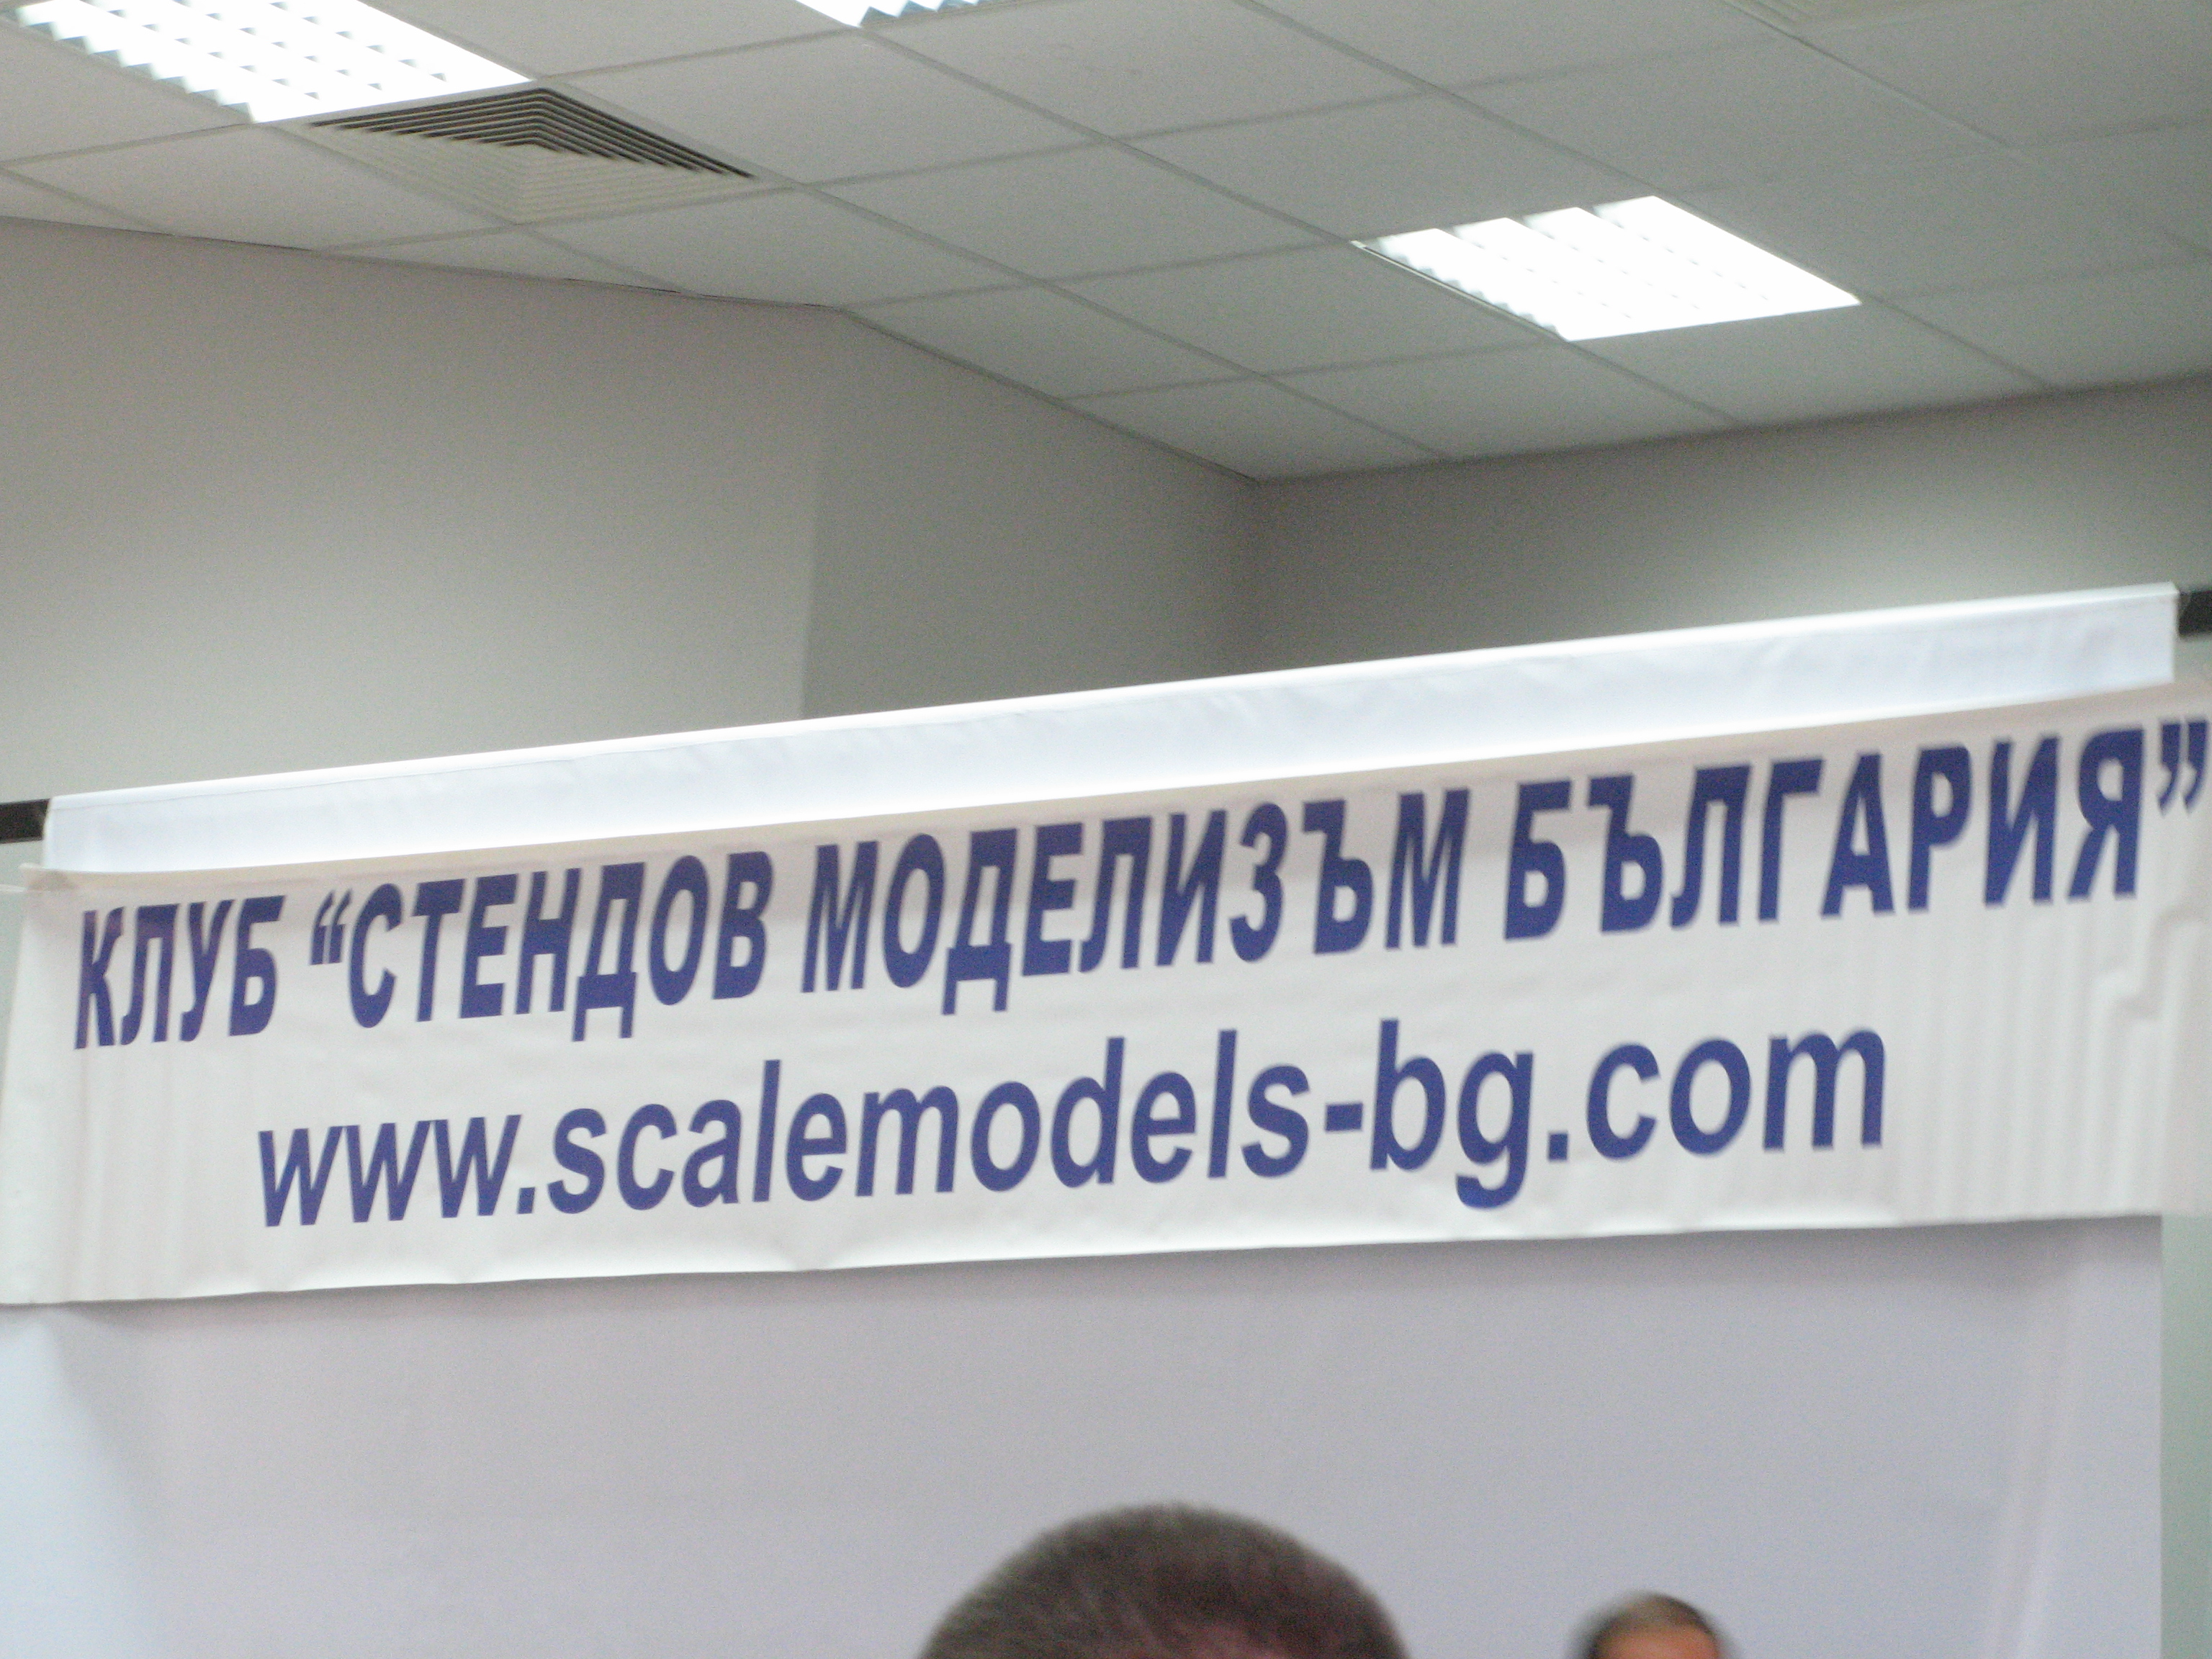 КЛУБ “СТЕНДОВ МОДЕЛИЗЪМ БЪЛГАРИЯ”
www.scalemodels-bg.com